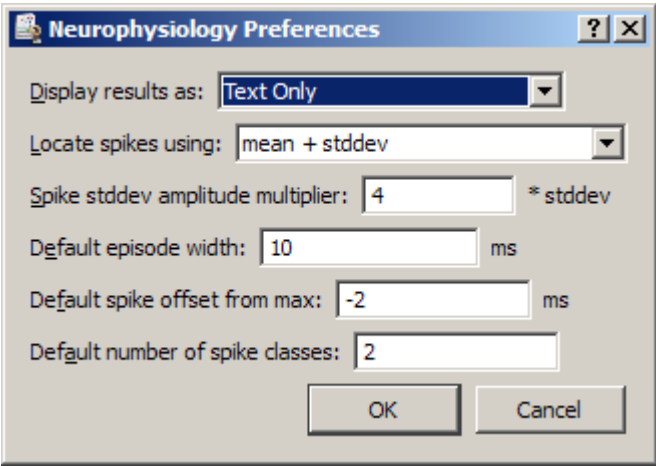 Neurophysiology Preferences ?
Display results as: Text Only
Locate spikes using: mean + stddev
Spike stddev amplitude multiplier: 4 * stddev
Default episode width: 10 ms
Default spike offset from max: -2 ms
Default number of spike classes: 2
OK Cancel